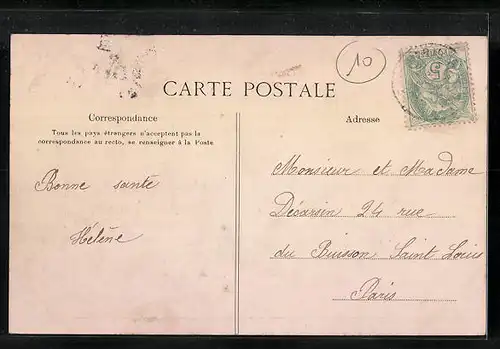 10
5
CARTE POSTALE
Correspondance
Tous les pays étrangers n'acceptent pas la
correspondance au recto, se renseigner à la Poste
Adresse
Bonne santé
Hélène
Monsieur et Madame
24 rue
du Buisson Saint Louis
Paris